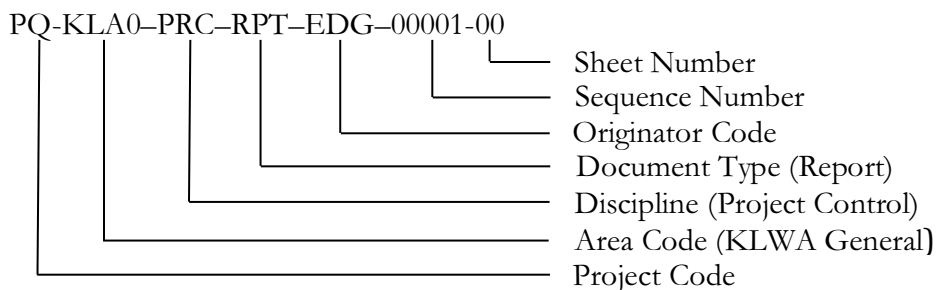 PQ-KLA0–PRC–RPT–EDG–00001-00
Sheet Number
Sequence Number
Originator Code
Document Type (Report)
Discipline (Project Control)
Area Code (KLWA General)
Project Code